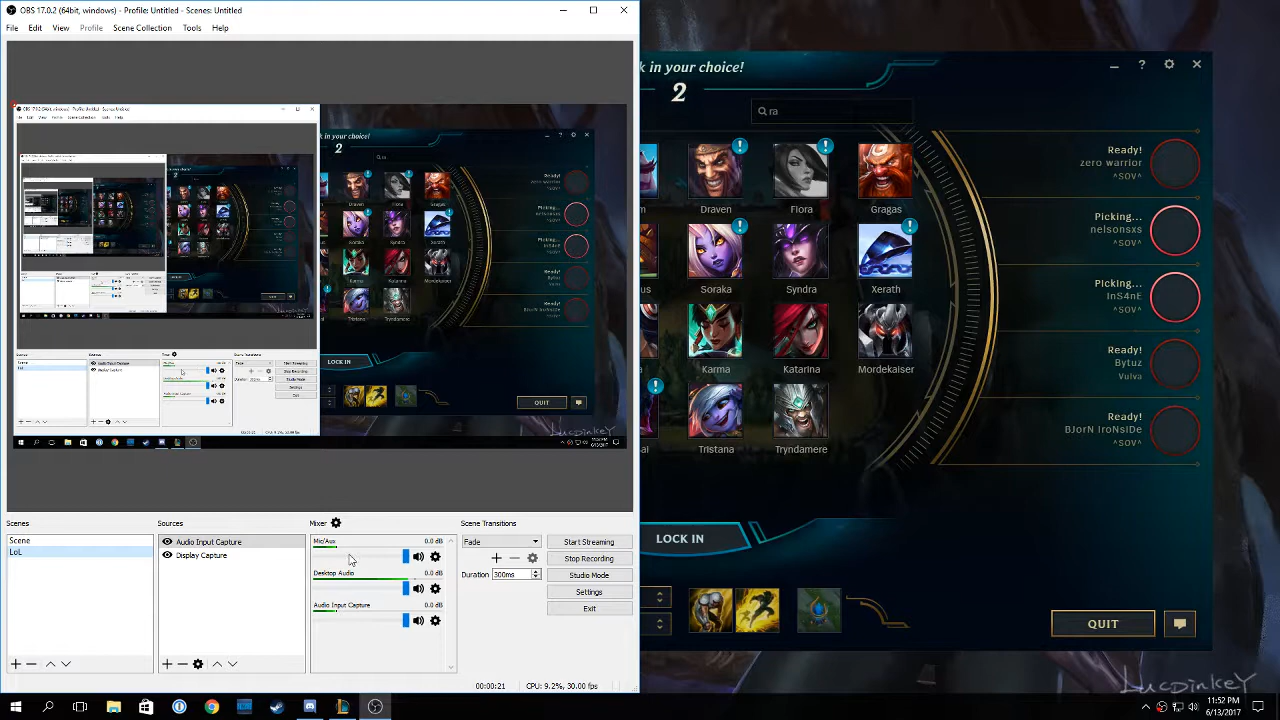 OBS 17.0.2 (64bit, windows) - Profile: Untitled - Scenes: Untitled
File Edit View Profile Scene Collection Tools Help
k in your choice!
2
ra
Draven Fiora Gragas
Soraka Syndra Xerath
Karma Katarina Mordekaiser
Tristana Tryndamere
Ready!
zero warrior
^SOV^
Picking...
nelsonsxs
^SOV^
Picking...
InS4nE
^SOV^
Ready!
Bytuz
Vulva
Ready!
BJorN IroNsIDe
^SOV^
LOCK IN
QUIT
Scenes
Scene
LoL
Sources
Audio Input Capture
Display Capture
Mixer
Mic/Aux 0.0 dB
Desktop Audio 0.0 dB
Audio Input Capture 0.0 dB
Scene Transitions
Fade
Duration 300ms
Start Streaming
Stop Recording
Studio Mode
Settings
Exit
00:00:21 CPU: 9.2%, 30.00 fps
11:52 PM
6/13/2017